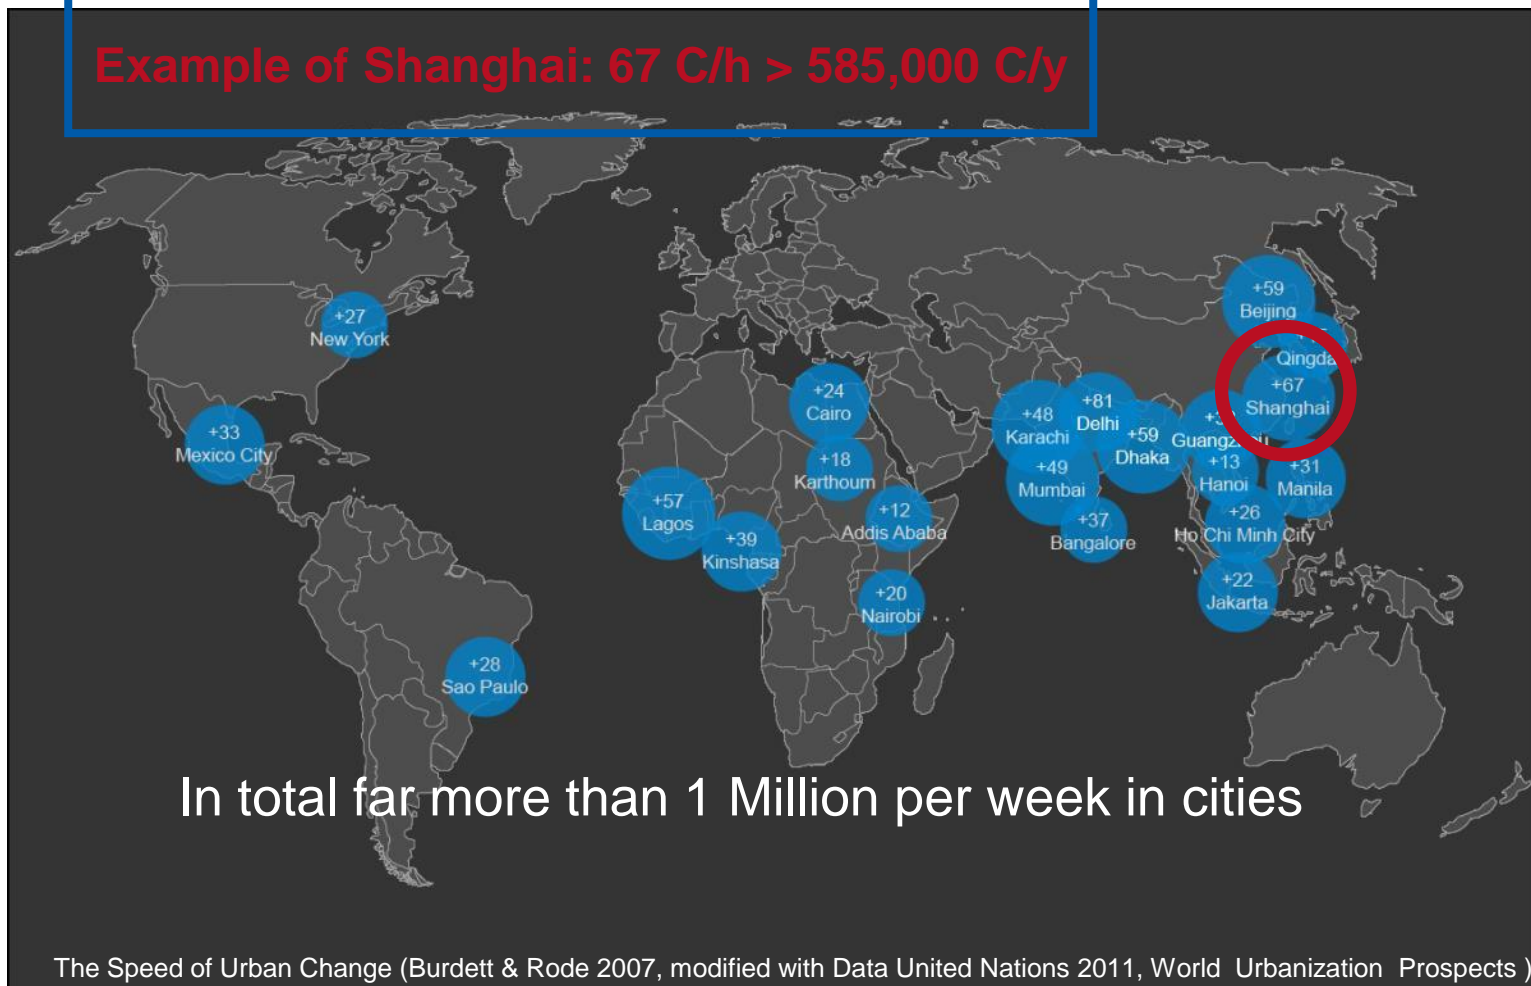 Example of Shanghai: 67 C/h > 585,000 C/y
+59
Beijing
+27
New York
+67
Shanghai
+24
Cairo
+81
Delhi
+48
Karachi
+59
Dhaka
Guangzhou
+33
Mexico City
+18
Karthoum
+49
Mumbai
+13
Hanoi
+31
Manila
+57
Lagos
+12
Addis Ababa
+37
Bangalore
+26
Ho Chi Minh City
+39
Kinshasa
+22
Jakarta
+20
Nairobi
+28
Sao Paulo
In total far more than 1 Million per week in cities
The Speed of Urban Change (Burdett & Rode 2007, modified with Data United Nations 2011, World Urbanization Prospects )